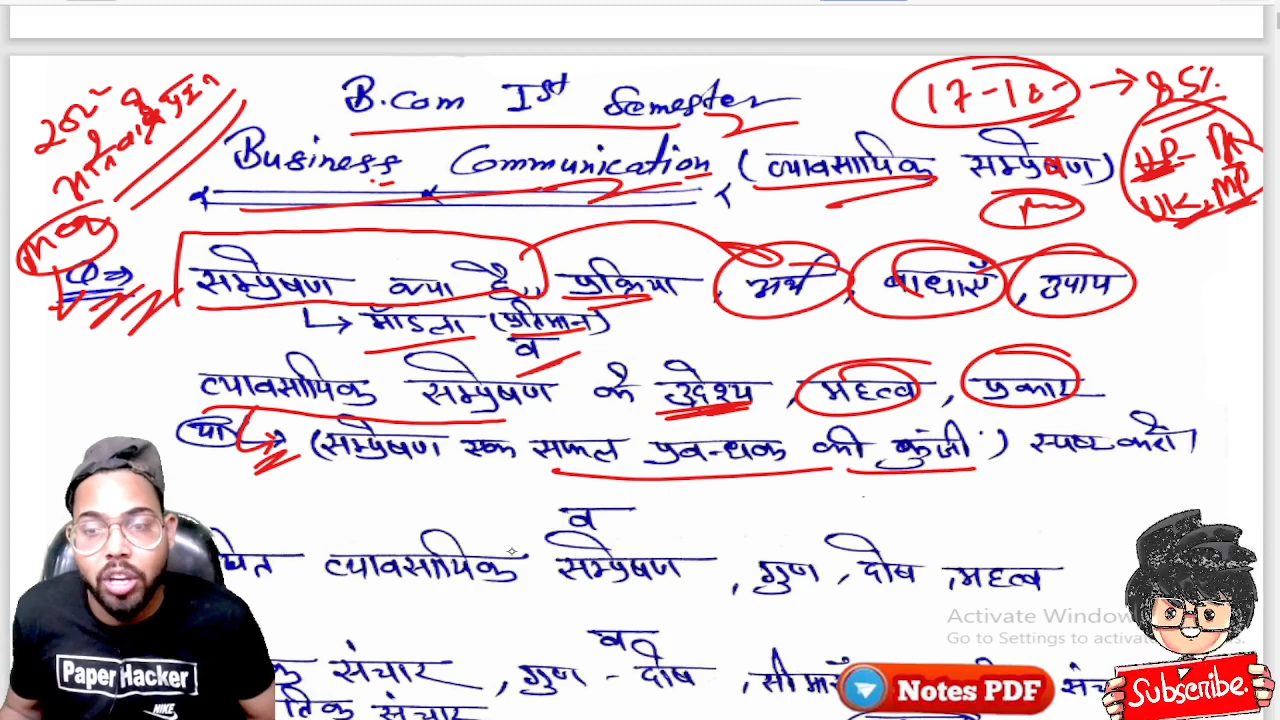 B.Com Ist Semester
17-18 → 85%
Business Communication (व्यावसायिक सम्प्रेषण)
UK, MP
सम्प्रेषण क्या है, प्रक्रिया, अर्थ, बाधाएँ, उपाय
↳ मॉडल (प्रतिमान)
व
व्यावसायिक सम्प्रेषण के उद्देश्य, महत्व, प्रकार
या → (सम्प्रेषण एक सफल प्रबन्धक की कुंजी) स्पष्ट करो।
व
व्यावसायिक सम्प्रेषण, गुण, दोष, महत्व
व
संचार, गुण - दोष,
संचार
Activate Windows
Go to Settings to activate
Paper Hacker
NIKE
Notes PDF
Subscribe.